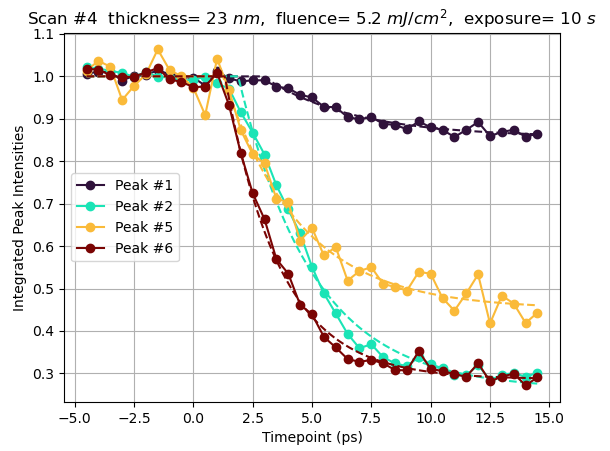 Scan #4 thickness= 23 nm, fluence= 5.2 mJ/cm², exposure= 10 s
Integrated Peak Intensities
1.1
1.0
0.9
0.8
0.7
0.6
0.5
0.4
0.3
Peak #1
Peak #2
Peak #5
Peak #6
−5.0 −2.5 0.0 2.5 5.0 7.5 10.0 12.5 15.0
Timepoint (ps)